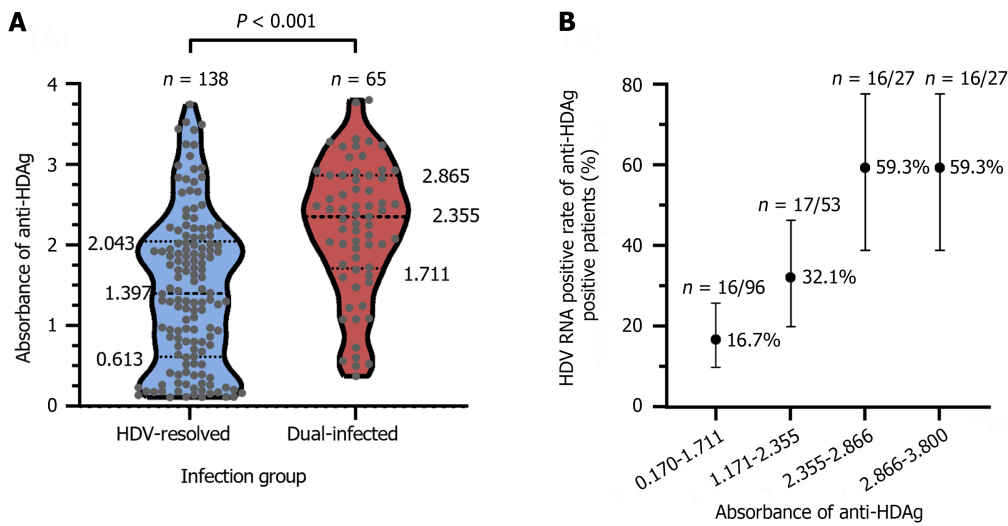 A
P < 0.001
n = 138
n = 65
4
3
2
1
0
Absorbance of anti-HDAg
2.043
1.397
0.613
2.865
2.355
1.711
HDV-resolved
Dual-infected
Infection group
B
HDV RNA positive rate of anti-HDAg
positive patients (%)
80
60
40
20
0
n = 16/96
16.7%
n = 17/53
32.1%
n = 16/27
59.3%
n = 16/27
59.3%
0.170-1.711
1.171-2.355
2.355-2.866
2.866-3.800
Absorbance of anti-HDAg